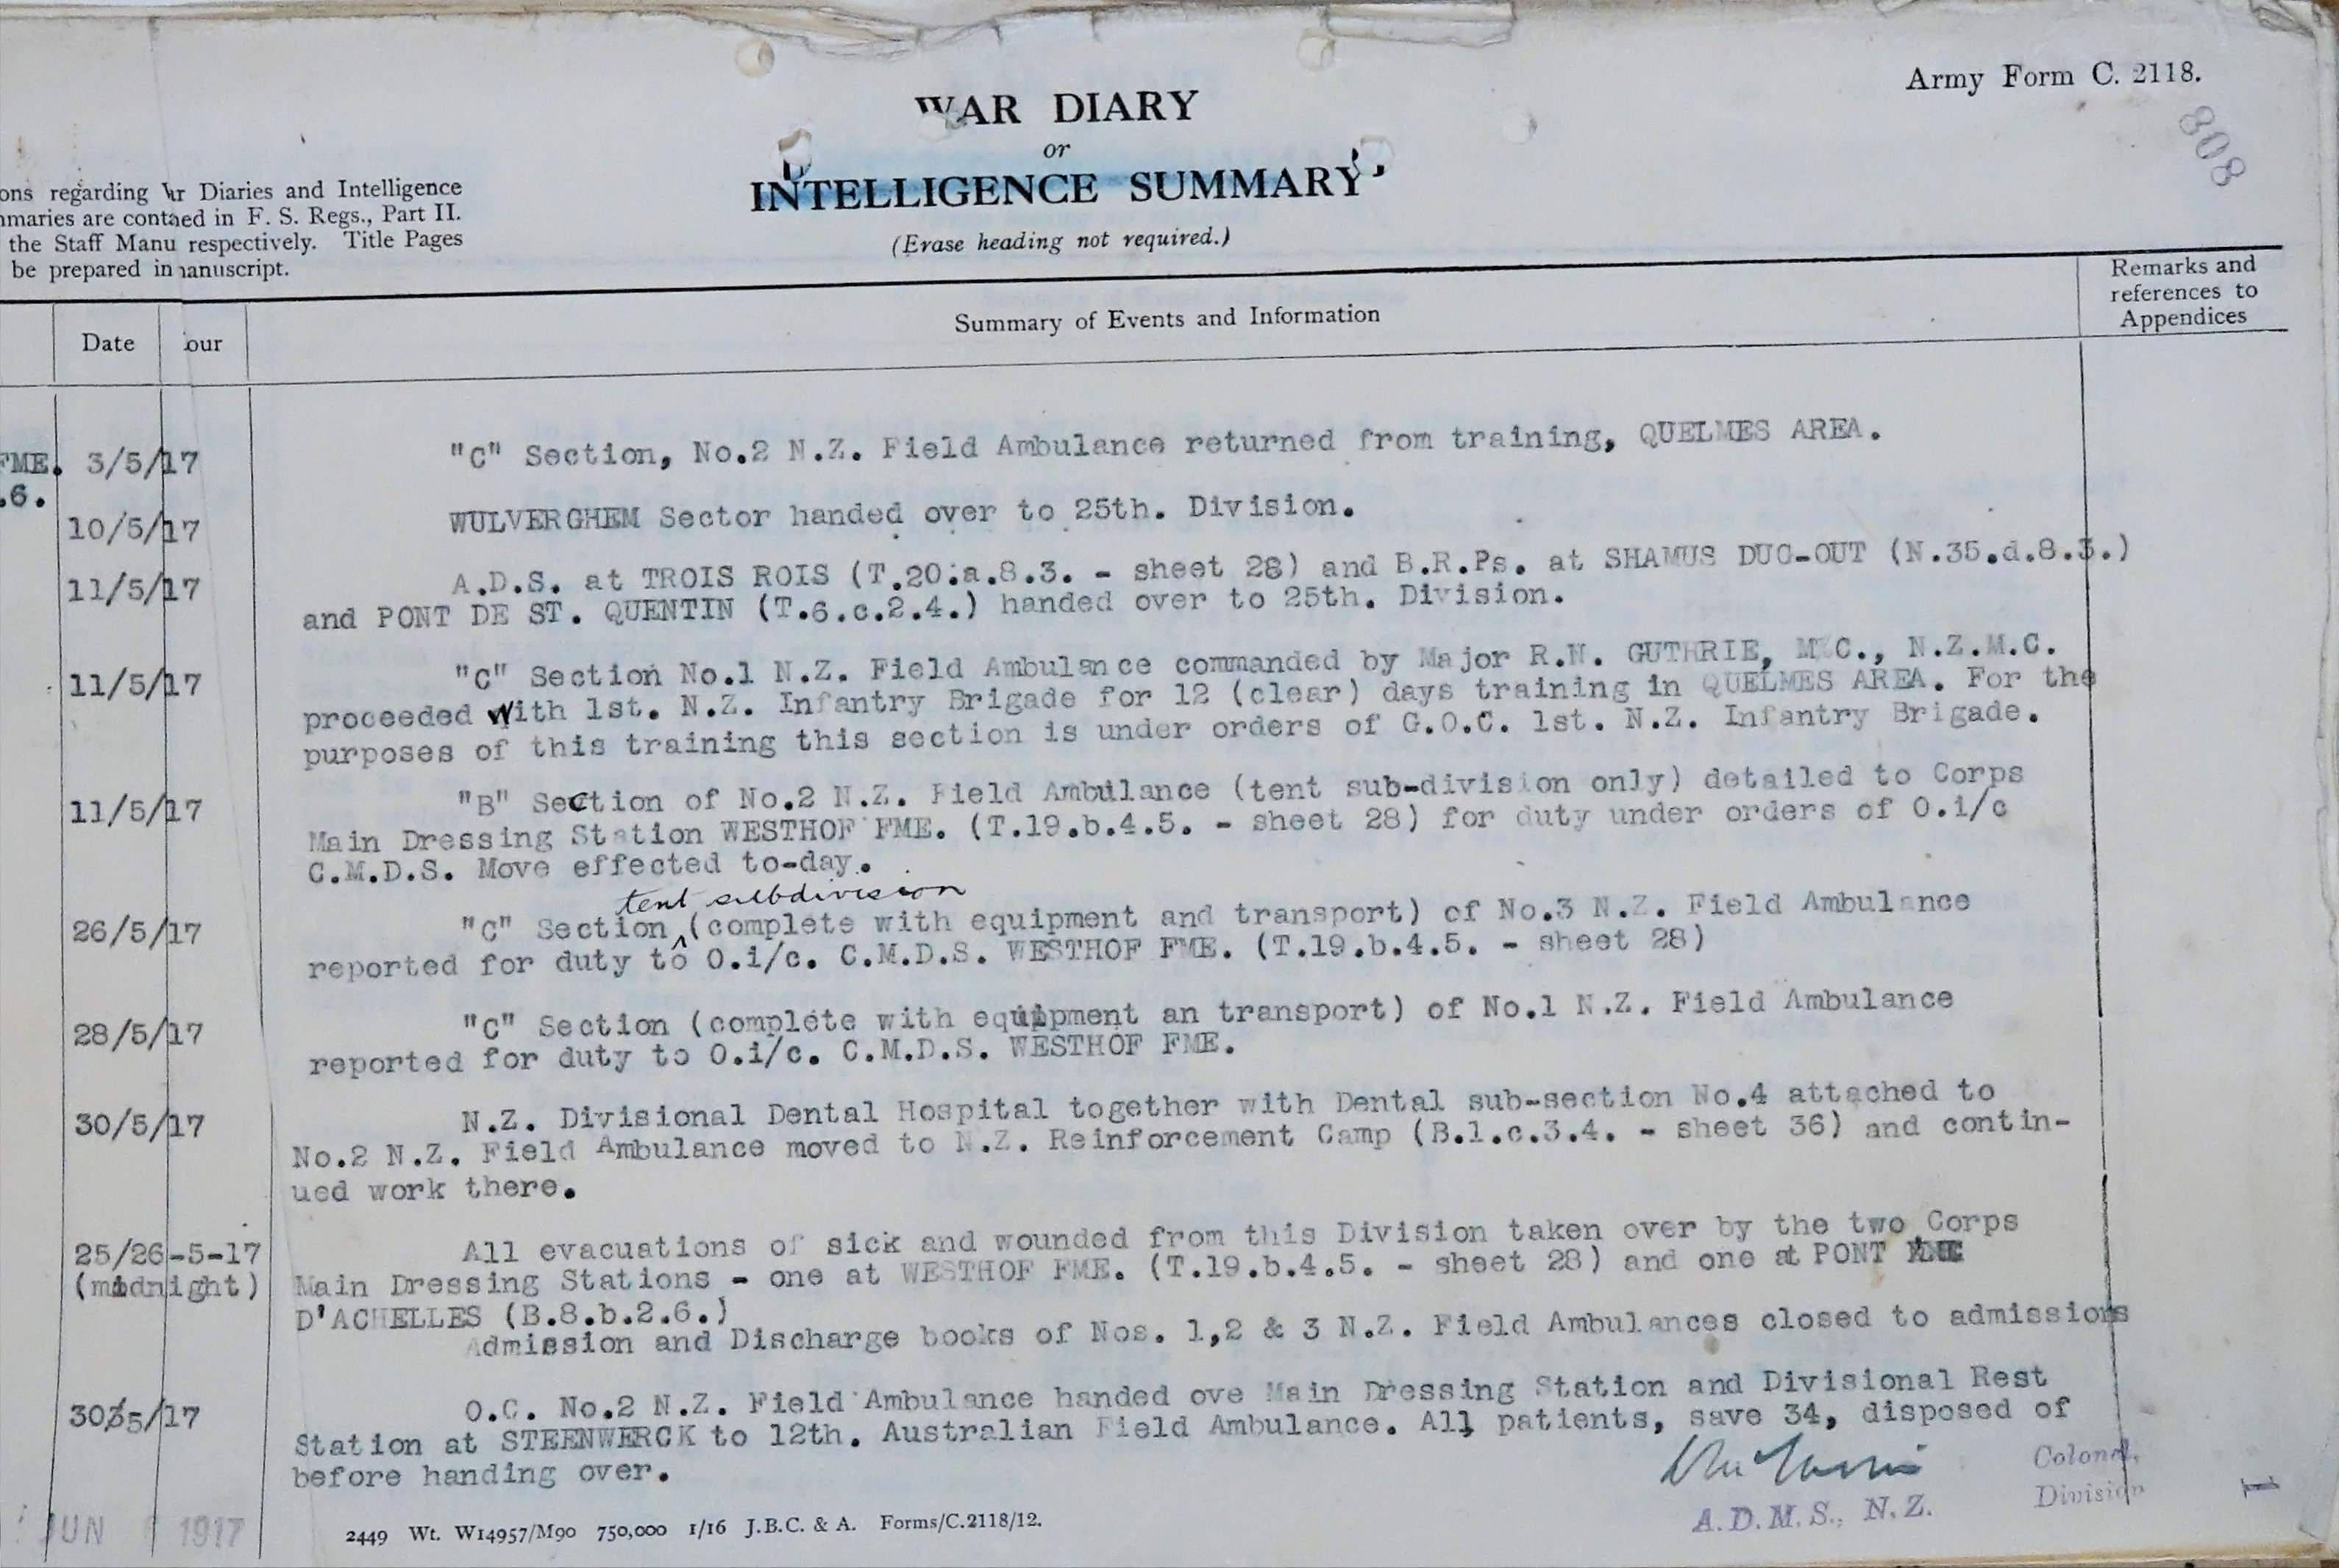 Army Form C. 2118.
808
WAR DIARY
or
INTELLIGENCE SUMMARY
(Erase heading not required.)
ons regarding Wr Diaries and Intelligence
mmaries are contaed in F. S. Regs., Part II.
the Staff Manu respectively. Title Pages
be prepared in manuscript.
Date our Summary of Events and Information Remarks and
references to
Appendices
FME. 3/5/17 "C" Section, No.2 N.Z. Field Ambulance returned from training, QUELMES AREA.
.6.
10/5/17 WULVERGHEM Sector handed over to 25th. Division.
11/5/17 A.D.S. at TROIS ROIS (T.20.a.8.3. - sheet 28) and B.R.Ps. at SHAMUS DUG-OUT (N.35.d.8.3.)
and PONT DE ST. QUENTIN (T.6.c.2.4.) handed over to 25th. Division.
11/5/17 "C" Section No.1 N.Z. Field Ambulance commanded by Major R.N. GUTHRIE, M.C., N.Z.M.C.
proceeded with 1st. N.Z. Infantry Brigade for 12 (clear) days training in QUELMES AREA. For the
purposes of this training this section is under orders of G.O.C. 1st. N.Z. Infantry Brigade.
11/5/17 "B" Section of No.2 N.Z. Field Ambulance (tent sub-division only) detailed to Corps
Main Dressing Station WESTHOF FME. (T.19.b.4.5. - sheet 28) for duty under orders of O.i/c
C.M.D.S. Move effected to-day.
tent subdivision
26/5/17 "C" Section (complete with equipment and transport) of No.3 N.Z. Field Ambulance
reported for duty to O.i/c. C.M.D.S. WESTHOF FME. (T.19.b.4.5. - sheet 28)
28/5/17 "C" Section (complete with equipment an transport) of No.1 N.Z. Field Ambulance
reported for duty to O.i/c. C.M.D.S. WESTHOF FME.
30/5/17 N.Z. Divisional Dental Hospital together with Dental sub-section No.4 attached to
No.2 N.Z. Field Ambulance moved to N.Z. Reinforcement Camp (B.1.c.3.4. - sheet 36) and contin-
ued work there.
25/26-5-17 All evacuations of sick and wounded from this Division taken over by the two Corps
(midnight) Main Dressing Stations - one at WESTHOF FME. (T.19.b.4.5. - sheet 28) and one at PONT
D'ACHELLES (B.8.b.2.6.)
Admission and Discharge books of Nos. 1,2 & 3 N.Z. Field Ambulances closed to admissions
30/5/17 O.C. No.2 N.Z. Field Ambulance handed ove Main Dressing Station and Divisional Rest
Station at STEENWERCK to 12th. Australian Field Ambulance. All patients, save 34, disposed of
before handing over.
Colonel,
A.D.M.S., N.Z. Division
JUN 1917
2449 Wt. W14957/M90 750,000 1/16 J.B.C. & A. Forms/C.2118/12.
1